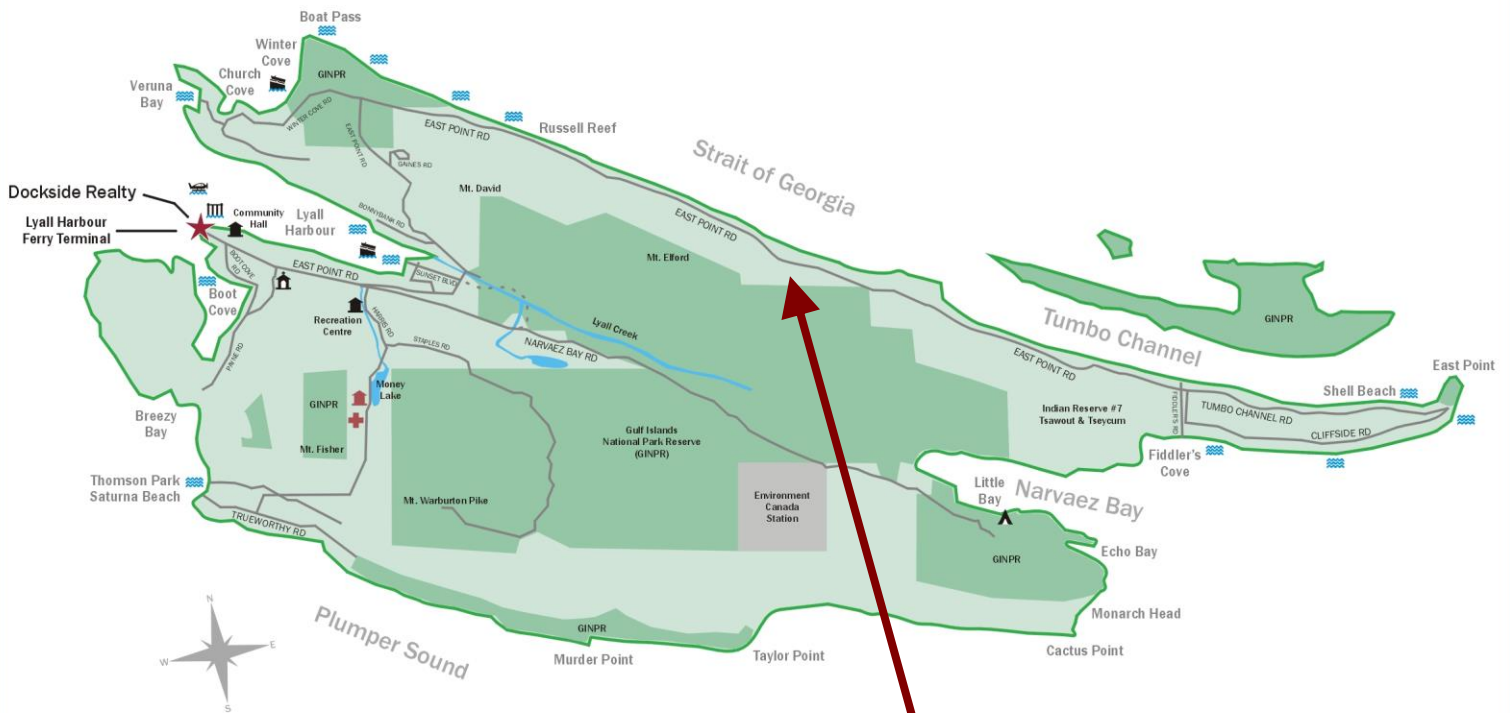 Boat Pass
Winter
Cove
Church
Cove
GINPR
Veruna
Bay
WINTER COVE RD
EAST POINT RD
EAST POINT RD
Russell Reef
GAINES RD
Strait of Georgia
Mt. David
Dockside Realty
Lyall Harbour
Ferry Terminal
Community
Hall
Lyall
Harbour
BONNYBANK RD
EAST POINT RD
Mt. Elford
BOOT COVE
RD
EAST POINT RD
SUNSET BLVD
Boot
Cove
Recreation
Centre
HARRIS RD
PAYNE RD
STAPLES RD
NARVAEZ BAY RD
Lyall Creek
Tumbo Channel
GINPR
EAST POINT RD
East Point
Shell Beach
Money
Lake
GINPR
Mt. Fisher
Breezy
Bay
Gulf Islands
National Park Reserve
(GINPR)
Indian Reserve #7
Tsawout & Tseycum
FIDDLER'S RD
TUMBO CHANNEL RD
CLIFFSIDE RD
Fiddler's
Cove
Thomson Park
Saturna Beach
TRUEWORTHY RD
Mt. Warburton Pike
Environment
Canada
Station
Little
Bay
Narvaez Bay
GINPR
Echo Bay
Monarch Head
Cactus Point
Plumper Sound
GINPR
Murder Point
Taylor Point
N
E
W
S